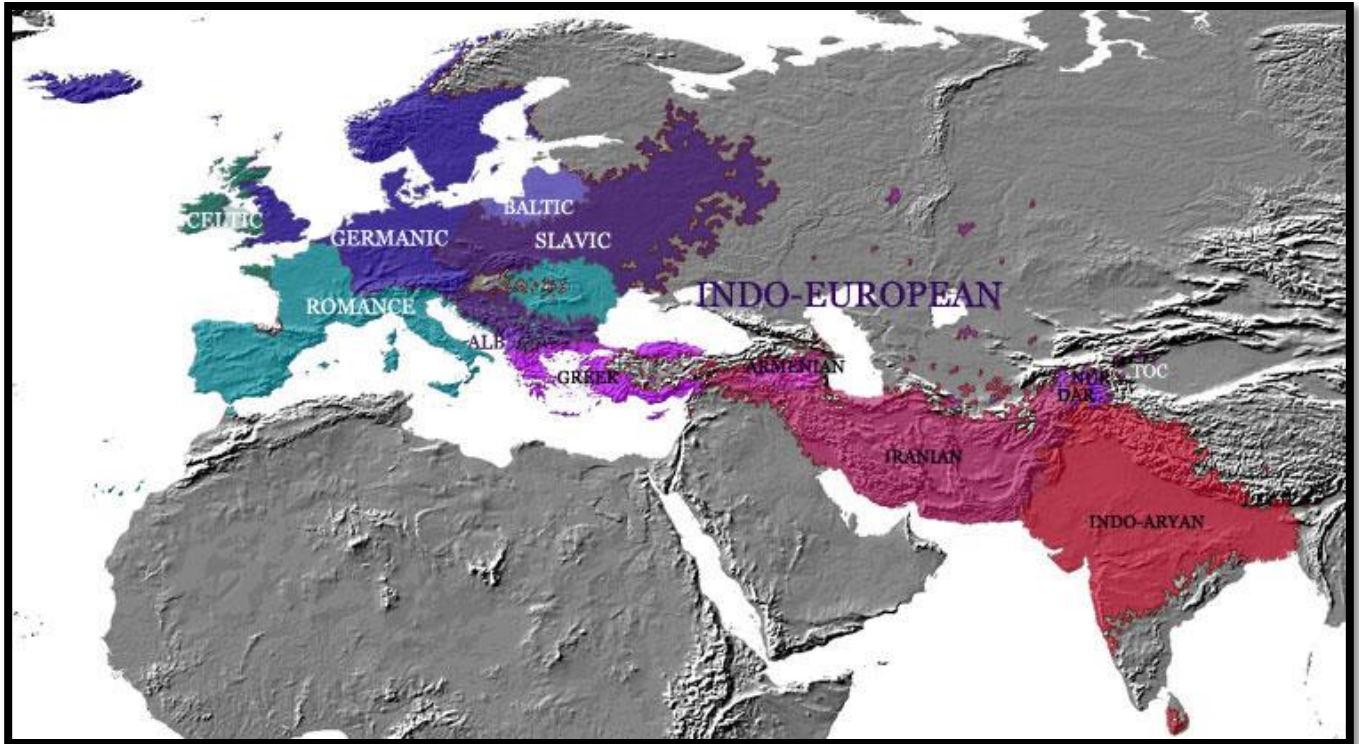 CELTIC
BALTIC
GERMANIC
SLAVIC
INDO-EUROPEAN
ROMANCE
ALB
GREEK
ARMENIAN
TOC
NUR
DAR
IRANIAN
INDO-ARYAN